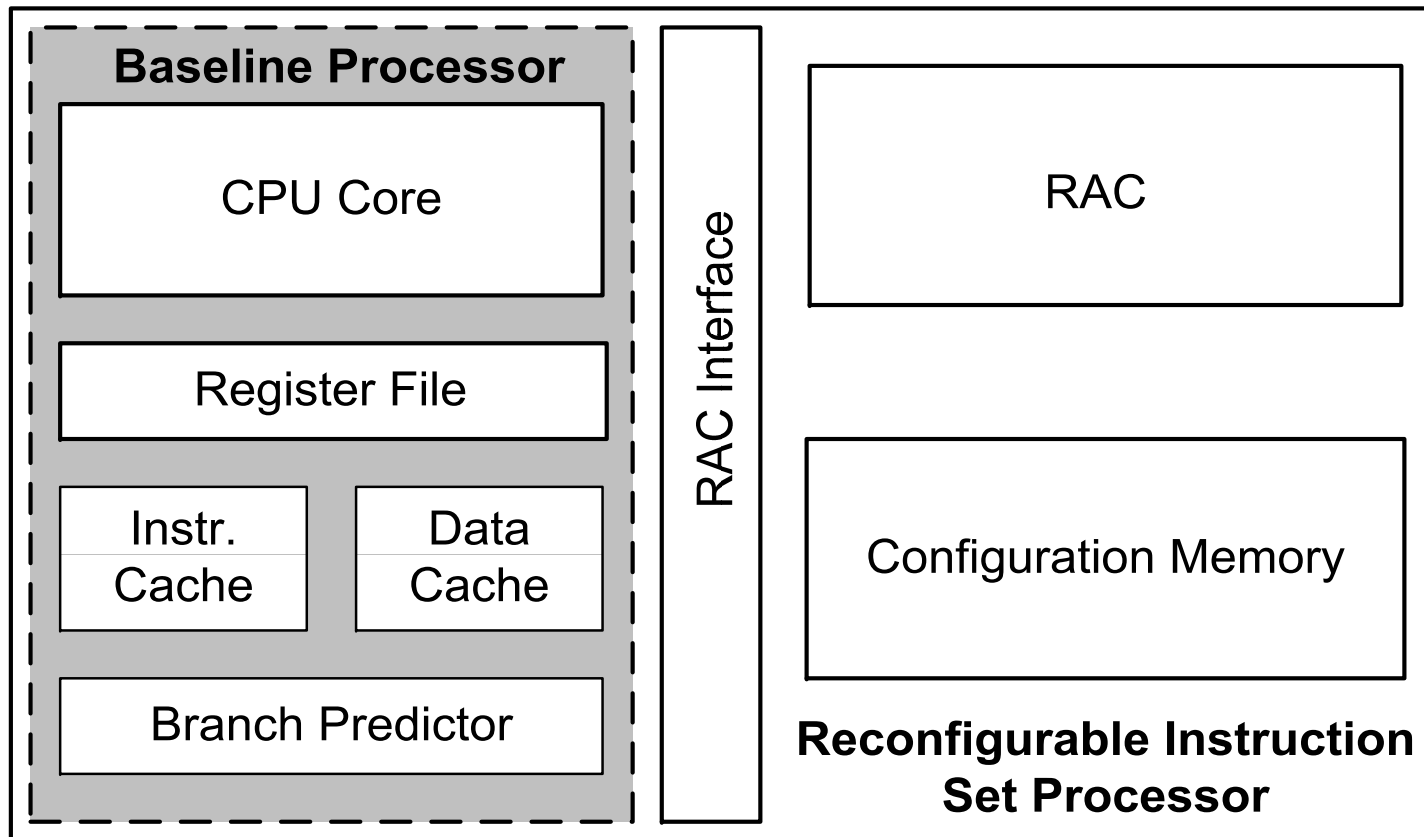 Baseline Processor
CPU Core
Register File
Instr.
Cache
Data
Cache
Branch Predictor
RAC Interface
RAC
Configuration Memory
Reconfigurable Instruction
Set Processor